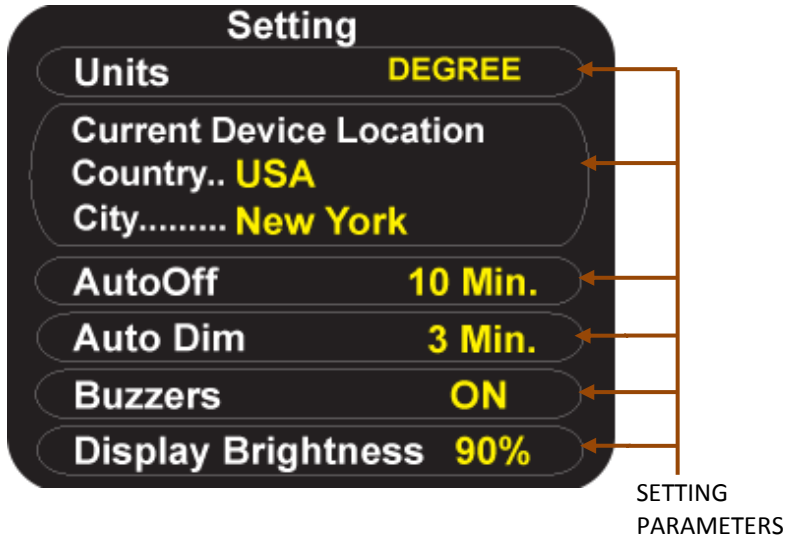 Setting
Units DEGREE
Current Device Location
Country.. USA
City......... New York
AutoOff 10 Min.
Auto Dim 3 Min.
Buzzers ON
Display Brightness 90%
SETTING
PARAMETERS